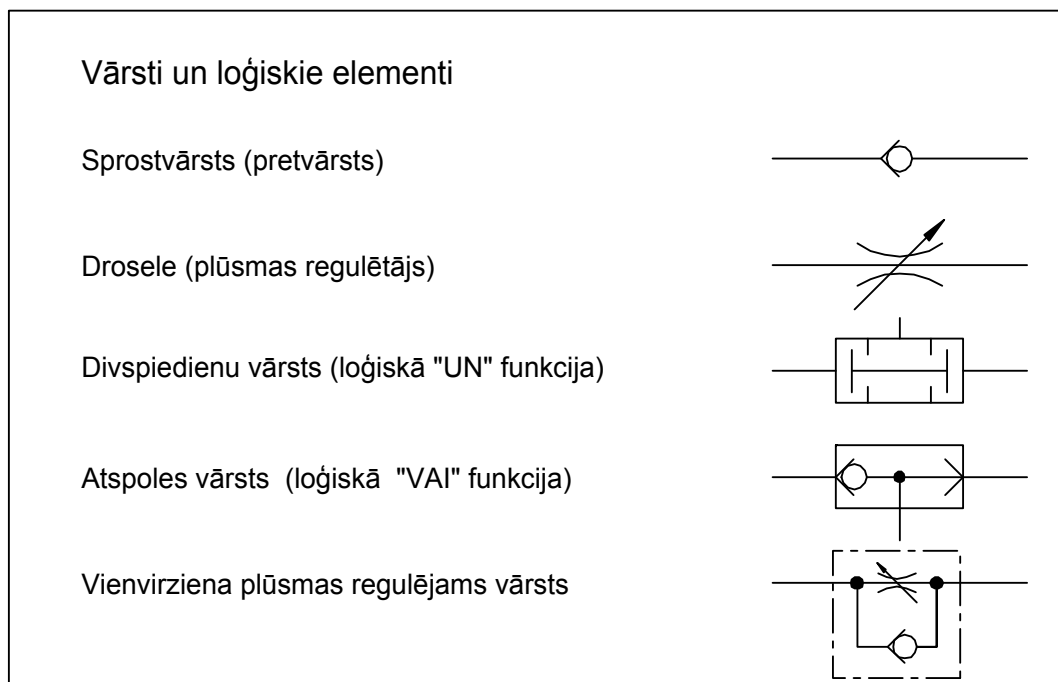 Vārsti un loģiskie elementi
Sprostvārsts (pretvārsts)
Drosele (plūsmas regulētājs)
Divspiedienu vārsts (loģiskā "UN" funkcija)
Atspoles vārsts  (loģiskā  "VAI" funkcija)
Vienvirziena plūsmas regulējams vārsts